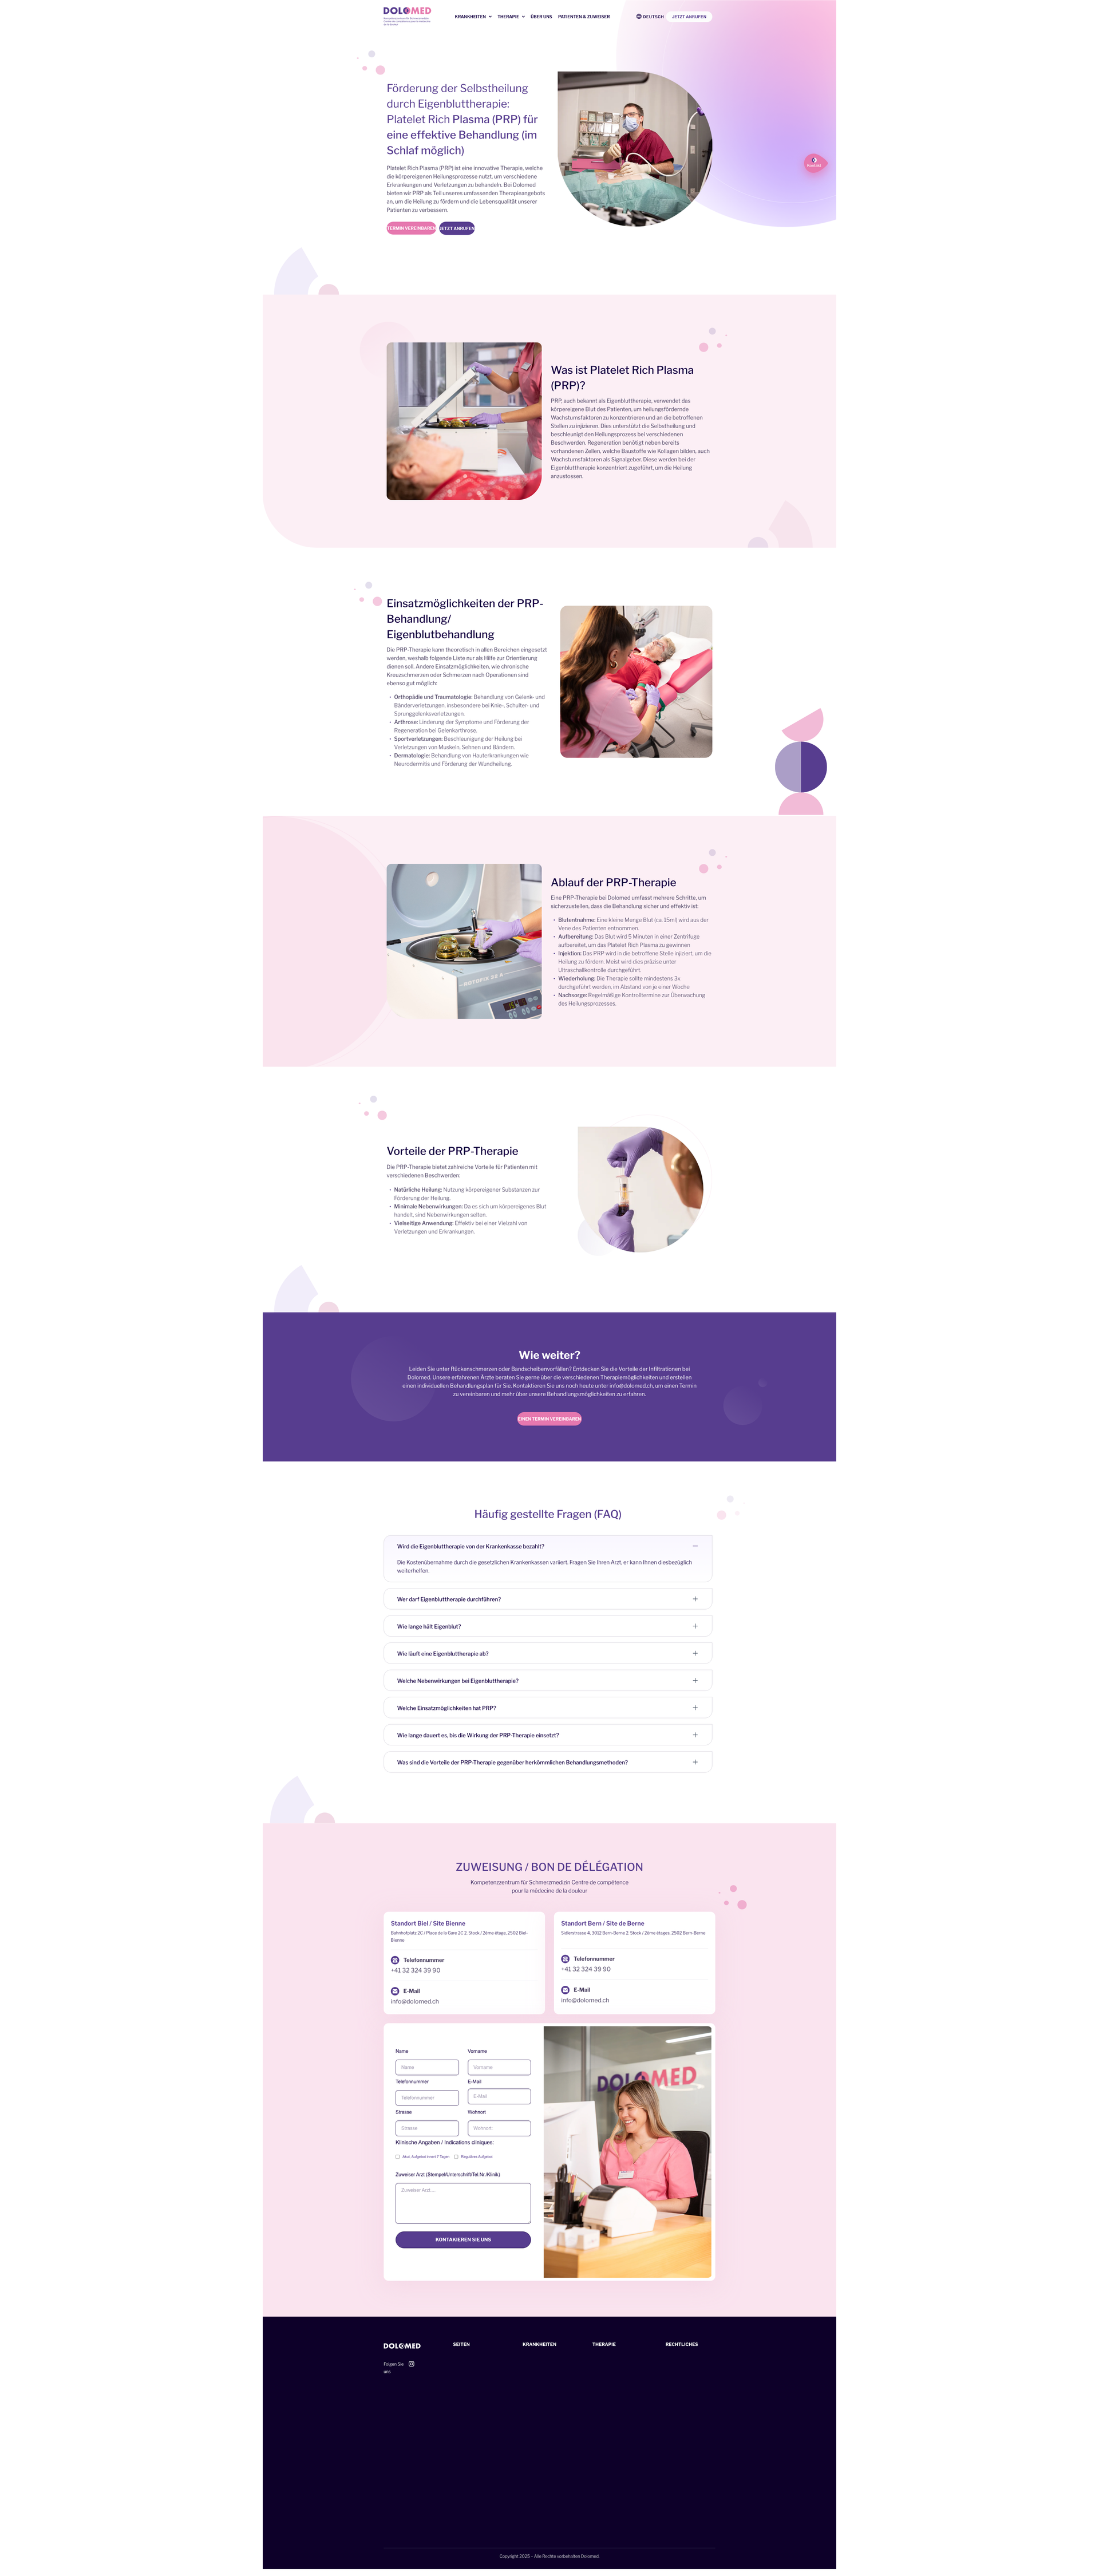 DOLOMED
KRANKHEITEN THERAPIE ÜBER UNS PATIENTEN & ZUWEISER
DEUTSCH JETZT ANRUFEN
Förderung der Selbstheilung
durch Eigenbluttherapie:
Platelet Rich Plasma (PRP) für
eine effektive Behandlung (im
Schlaf möglich)
Platelet Rich Plasma (PRP) ist eine innovative Therapie, welche
die körpereigenen Heilungsprozesse nutzt, um verschiedene
Erkrankungen und Verletzungen zu behandeln. Bei Dolomed
bieten wir PRP als Teil unseres umfassenden Therapieangebots
an, um die Heilung zu fördern und die Lebensqualität unserer
Patienten zu verbessern.
TERMIN VEREINBAREN JETZT ANRUFEN
Kontakt
Was ist Platelet Rich Plasma
(PRP)?
PRP, auch bekannt als Eigenbluttherapie, verwendet das
körpereigene Blut des Patienten, um heilungsfördernde
Wachstumsfaktoren zu konzentrieren und an die betroffenen
Stellen zu injizieren. Dies unterstützt die Selbstheilung und
beschleunigt den Heilungsprozess bei verschiedenen
Beschwerden. Regeneration benötigt neben bereits
vorhandenen Zellen, welche Baustoffe wie Kollagen bilden, auch
Wachstumsfaktoren als Signalgeber. Diese werden bei der
Eigenbluttherapie konzentriert zugeführt, um die Heilung
anzustossen.
Einsatzmöglichkeiten der PRP-
Behandlung/
Eigenblutbehandlung
Die PRP-Therapie kann theoretisch in allen Bereichen eingesetzt
werden, weshalb folgende Liste nur als Hilfe zur Orientierung
dienen soll. Andere Einsatzmöglichkeiten, wie chronische
Kreuzschmerzen oder Schmerzen nach Operationen sind
ebenso gut möglich:
• Orthopädie und Traumatologie: Behandlung von Gelenk- und
Bänderverletzungen, insbesondere bei Knie-, Schulter- und
Sprunggelenksverletzungen.
• Arthrose: Linderung der Symptome und Förderung der
Regeneration bei Gelenkarthrose.
• Sportverletzungen: Beschleunigung der Heilung bei
Verletzungen von Muskeln, Sehnen und Bändern.
• Dermatologie: Behandlung von Hauterkrankungen wie
Neurodermitis und Förderung der Wundheilung.
Ablauf der PRP-Therapie
Eine PRP-Therapie bei Dolomed umfasst mehrere Schritte, um
sicherzustellen, dass die Behandlung sicher und effektiv ist:
• Blutentnahme: Eine kleine Menge Blut (ca. 15ml) wird aus der
Vene des Patienten entnommen.
• Aufbereitung: Das Blut wird 5 Minuten in einer Zentrifuge
aufbereitet, um das Platelet Rich Plasma zu gewinnen
• Injektion: Das PRP wird in die betroffene Stelle injiziert, um die
Heilung zu fördern. Meist wird dies präzise unter
Ultraschallkontrolle durchgeführt.
• Wiederholung: Die Therapie sollte mindestens 3x
durchgeführt werden, im Abstand von je einer Woche
• Nachsorge: Regelmäßige Kontrolltermine zur Überwachung
des Heilungsprozesses.
Vorteile der PRP-Therapie
Die PRP-Therapie bietet zahlreiche Vorteile für Patienten mit
verschiedenen Beschwerden:
• Natürliche Heilung: Nutzung körpereigener Substanzen zur
Förderung der Heilung.
• Minimale Nebenwirkungen: Da es sich um körpereigenes Blut
handelt, sind Nebenwirkungen selten.
• Vielseitige Anwendung: Effektiv bei einer Vielzahl von
Verletzungen und Erkrankungen.
Wie weiter?
Leiden Sie unter Rückenschmerzen oder Bandscheibenvorfällen? Entdecken Sie die Vorteile der Infiltrationen bei
Dolomed. Unsere erfahrenen Ärzte beraten Sie gerne über die verschiedenen Therapiemöglichkeiten und erstellen
einen individuellen Behandlungsplan für Sie. Kontaktieren Sie uns noch heute unter info@dolomed.ch, um einen Termin
zu vereinbaren und mehr über unsere Behandlungsmöglichkeiten zu erfahren.
EINEN TERMIN VEREINBAREN
Häufig gestellte Fragen (FAQ)
Wird die Eigenbluttherapie von der Krankenkasse bezahlt?
Die Kostenübernahme durch die gesetzlichen Krankenkassen variiert. Fragen Sie Ihren Arzt, er kann Ihnen diesbezüglich
weiterhelfen.
Wer darf Eigenbluttherapie durchführen?
Wie lange hält Eigenblut?
Wie läuft eine Eigenbluttherapie ab?
Welche Nebenwirkungen bei Eigenbluttherapie?
Welche Einsatzmöglichkeiten hat PRP?
Wie lange dauert es, bis die Wirkung der PRP-Therapie einsetzt?
Was sind die Vorteile der PRP-Therapie gegenüber herkömmlichen Behandlungsmethoden?
ZUWEISUNG / BON DE DÉLÉGATION
Kompetenzzentrum für Schmerzmedizin Centre de compétence
pour la médecine de la douleur
Standort Biel / Site Bienne
Bahnhofplatz 2C / Place de la Gare 2C 2. Stock / 2ème étage, 2502 Biel-
Bienne
Telefonnummer
+41 32 324 39 90
E-Mail
info@dolomed.ch
Standort Bern / Site de Berne
Sidlerstrasse 4, 3012 Bern-Berne 2. Stock / 2ème étages, 2502 Bern-Berne
Telefonnummer
+41 32 324 39 90
E-Mail
info@dolomed.ch
Name Vorname
Name Vorname
Telefonnummer E-Mail
Telefonnummer E-Mail
Strasse Wohnort
Strasse Wohnort
Klinische Angaben / Indications cliniques:
Akut, Aufgebot innert 7 Tagen Reguläres Aufgebot
Zuweiser Arzt (Stempel/Unterschrift/Tel.Nr./Klinik)
Zuweiser Arzt...
KONTAKIEREN SIE UNS
DOLOMED
DOLOMED
SEITEN KRANKHEITEN THERAPIE RECHTLICHES
Folgen Sie
uns
Copyright 2025 – Alle Rechte vorbehalten Dolomed.